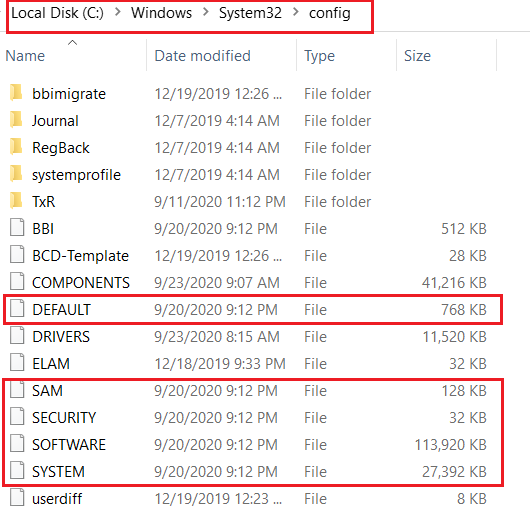 Local Disk (C:) > Windows > System32 > config
Name Date modified Type Size
bbimigrate 12/19/2019 12:26 ... File folder
Journal 12/7/2019 4:14 AM File folder
RegBack 12/7/2019 4:14 AM File folder
systemprofile 12/7/2019 4:14 AM File folder
TxR 9/11/2020 11:12 PM File folder
BBI 9/20/2020 9:12 PM File 512 KB
BCD-Template 12/19/2019 12:26 ... File 28 KB
COMPONENTS 9/23/2020 9:07 AM File 41,216 KB
DEFAULT 9/20/2020 9:12 PM File 768 KB
DRIVERS 9/23/2020 8:15 AM File 11,520 KB
ELAM 12/18/2019 9:33 PM File 32 KB
SAM 9/20/2020 9:12 PM File 128 KB
SECURITY 9/20/2020 9:12 PM File 32 KB
SOFTWARE 9/20/2020 9:12 PM File 113,920 KB
SYSTEM 9/20/2020 9:12 PM File 27,392 KB
userdiff 12/19/2019 12:23 ... File 8 KB